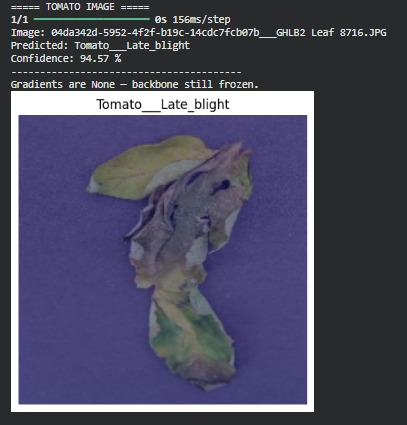 ===== TOMATO IMAGE =====
1/1 ━━━━━━━━━━━━━━━━━━━━ 0s 156ms/step
Image: 04da342d-5952-4f2f-b19c-14cdc7fcb07b___GHLB2 Leaf 8716.JPG
Predicted: Tomato___Late_blight
Confidence: 94.57 %
----------------------------------------
Gradients are None — backbone still frozen.
Tomato___Late_blight